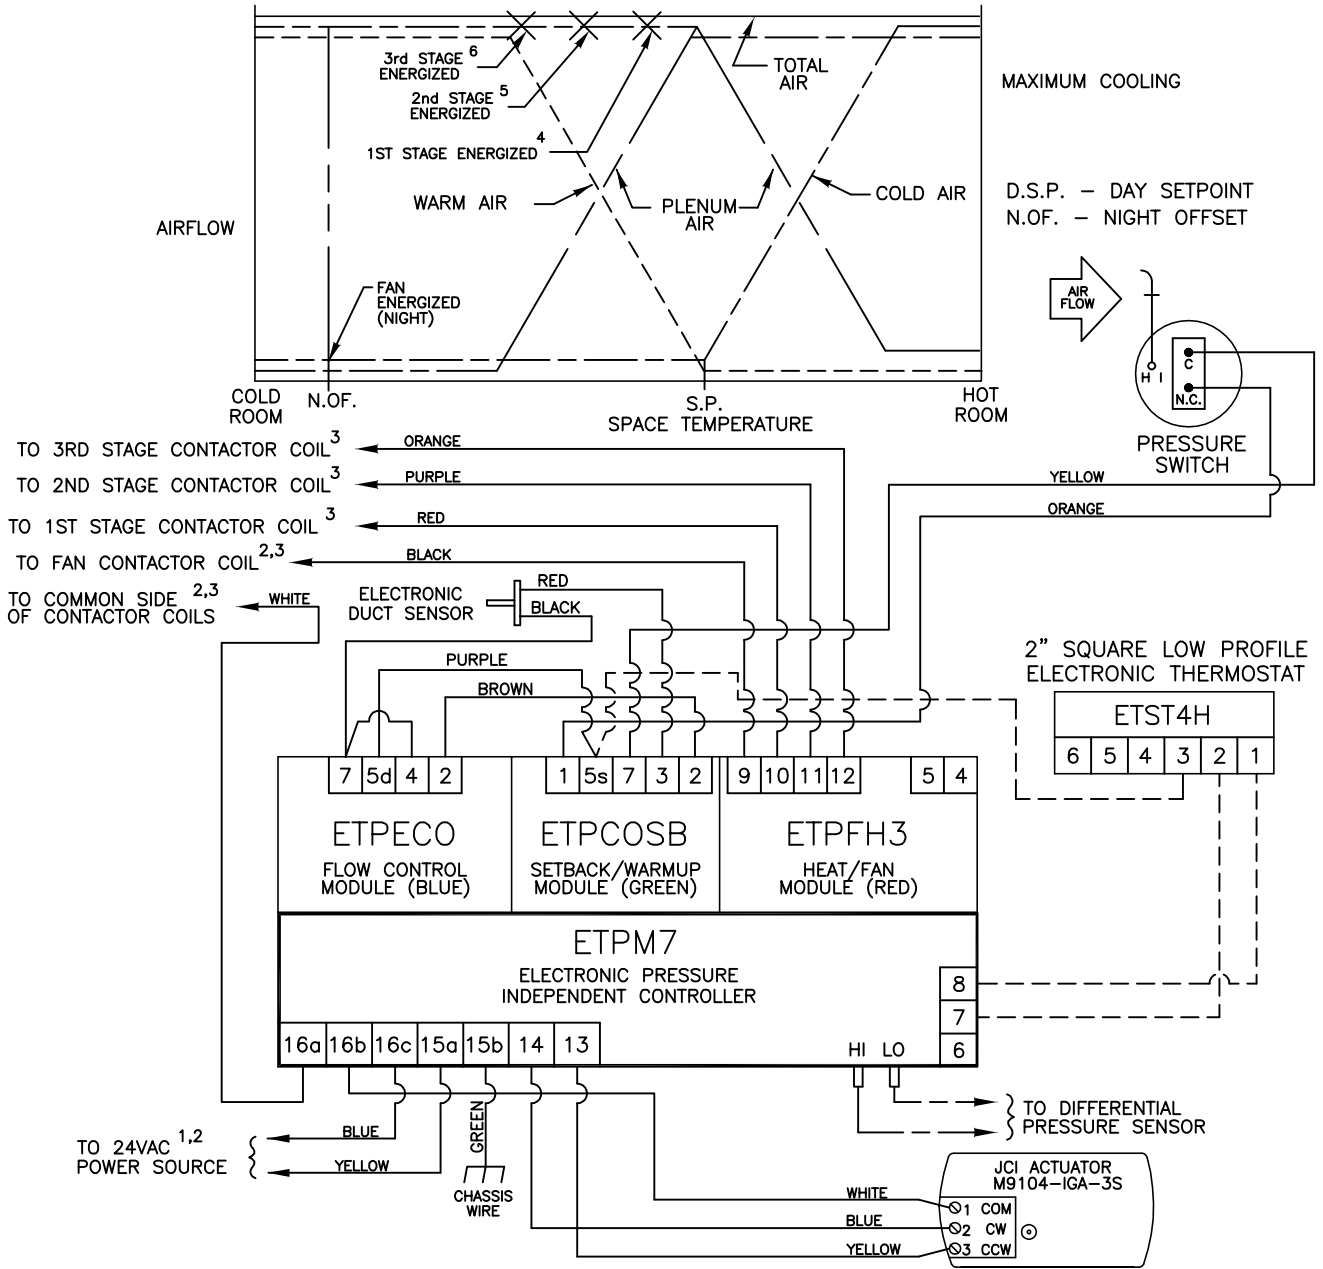 3rd STAGE 6
ENERGIZED
2nd STAGE 5
ENERGIZED
1ST STAGE ENERGIZED 4
TOTAL
AIR
MAXIMUM COOLING
WARM AIR
PLENUM
AIR
COLD AIR
D.S.P. – DAY SETPOINT
N.OF. – NIGHT OFFSET
AIRFLOW
FAN
ENERGIZED
(NIGHT)
AIR
FLOW
H I
C
N.C.
PRESSURE
SWITCH
COLD
ROOM
N.OF.
S.P.
SPACE TEMPERATURE
HOT
ROOM
TO 3RD STAGE CONTACTOR COIL 3
ORANGE
TO 2ND STAGE CONTACTOR COIL 3
PURPLE
YELLOW
TO 1ST STAGE CONTACTOR COIL 3
RED
ORANGE
TO FAN CONTACTOR COIL 2,3
BLACK
TO COMMON SIDE 2,3
OF CONTACTOR COILS
WHITE
ELECTRONIC
DUCT SENSOR
RED
BLACK
PURPLE
BROWN
2” SQUARE LOW PROFILE
ELECTRONIC THERMOSTAT
ETST4H
6 5 4 3 2 1
7 5d 4 2
1 5s 7 3 2
9 10 11 12
5 4
ETPECO
FLOW CONTROL
MODULE (BLUE)
ETPCOSB
SETBACK/WARMUP
MODULE (GREEN)
ETPFH3
HEAT/FAN
MODULE (RED)
ETPM7
ELECTRONIC PRESSURE
INDEPENDENT CONTROLLER
8
7
6
16a 16b 16c 15a 15b 14 13
HI LO
GREEN
CHASSIS
WIRE
TO 24VAC 1,2
POWER SOURCE
BLUE
YELLOW
TO DIFFERENTIAL
PRESSURE SENSOR
JCI ACTUATOR
M9104–IGA–3S
WHITE
1 COM
BLUE
2 CW
YELLOW
3 CCW